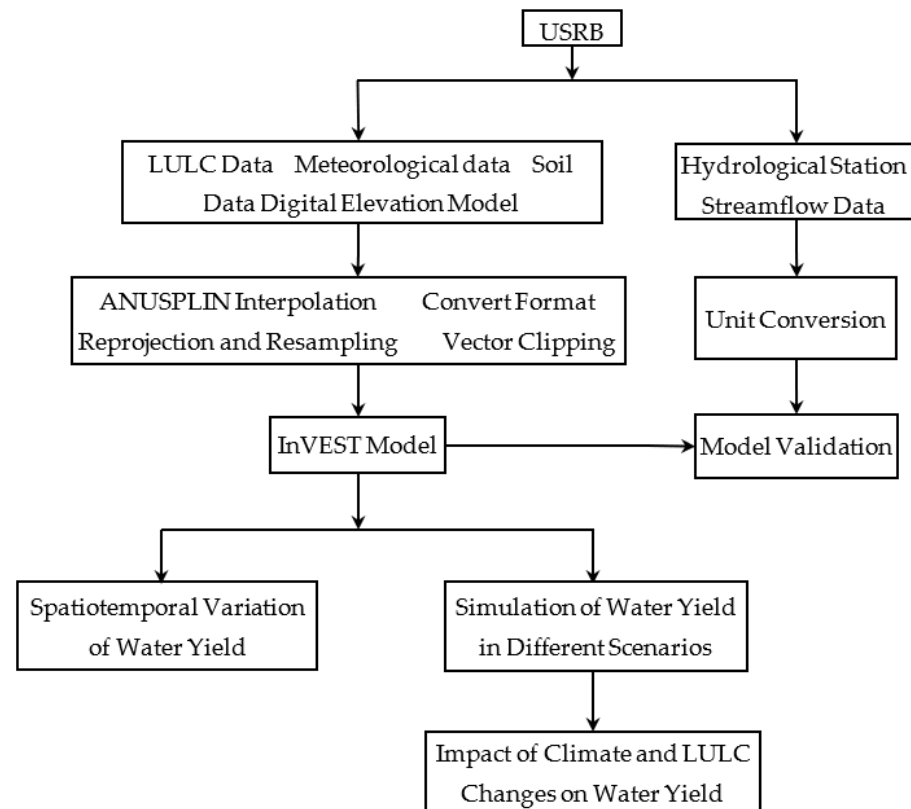 USRB
LULC Data Meteorological data Soil
Data Digital Elevation Model
Hydrological Station
Streamflow Data
ANUSPLIN Interpolation Convert Format
Reprojection and Resampling Vector Clipping
Unit Conversion
InVEST Model
Model Validation
Spatiotemporal Variation
of Water Yield
Simulation of Water Yield
in Different Scenarios
Impact of Climate and LULC
Changes on Water Yield